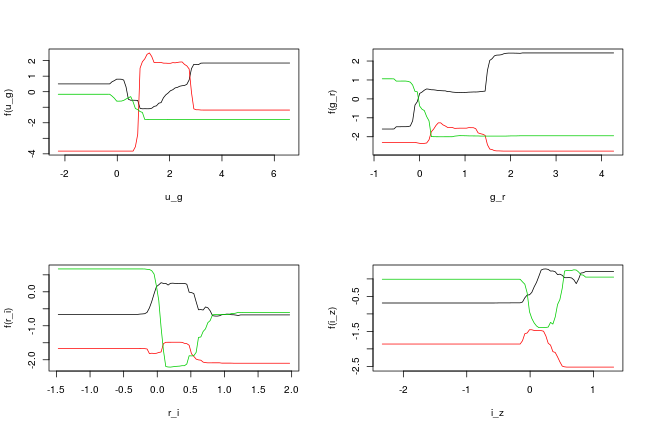 f(u_g)
2
1
0
-2
-4
-2 0 2 4 6
u_g
f(g_r)
2
1
0
-1
-2
-1 0 1 2 3 4
g_r
f(r_i)
0.0
-1.0
-2.0
-1.5 -1.0 -0.5 0.0 0.5 1.0 1.5 2.0
r_i
f(i_z)
-0.5
-1.5
-2.5
-2 -1 0 1
i_z